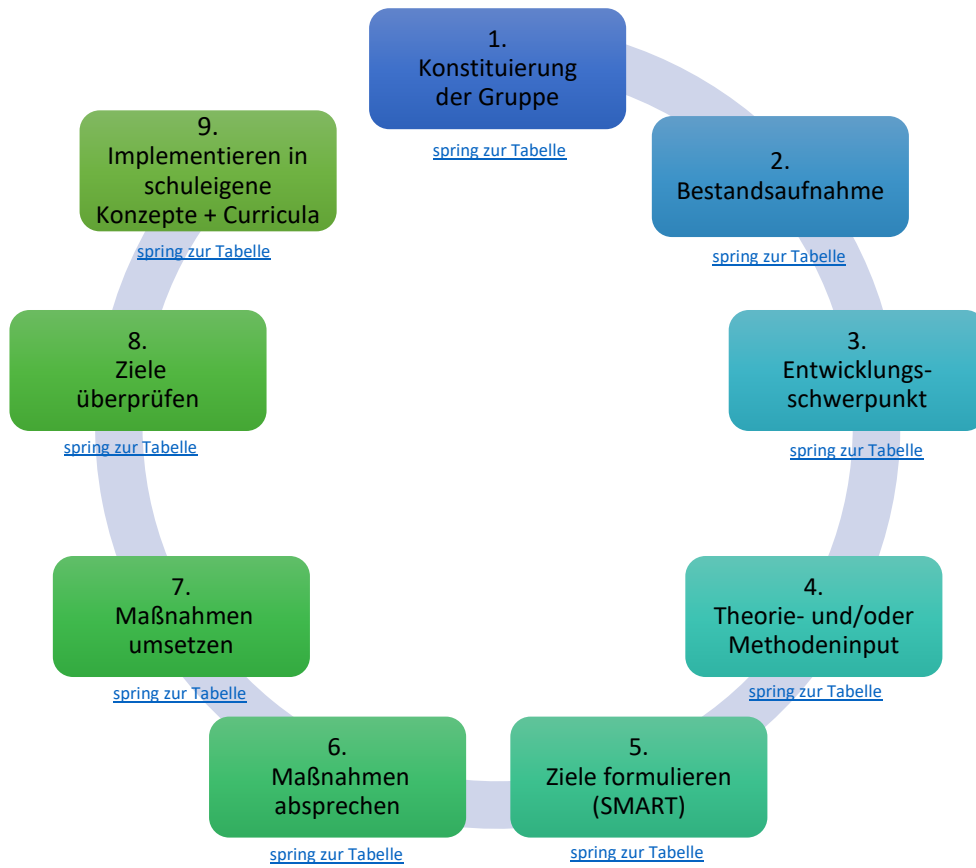 1.
Konstituierung
der Gruppe
spring zur Tabelle
2.
Bestandsaufnahme
spring zur Tabelle
3.
Entwicklungs-
schwerpunkt
spring zur Tabelle
4.
Theorie- und/oder
Methodeninput
spring zur Tabelle
5.
Ziele formulieren
(SMART)
spring zur Tabelle
6.
Maßnahmen
absprechen
spring zur Tabelle
7.
Maßnahmen
umsetzen
spring zur Tabelle
8.
Ziele
überprüfen
spring zur Tabelle
9.
Implementieren in
schuleigene
Konzepte + Curricula
spring zur Tabelle